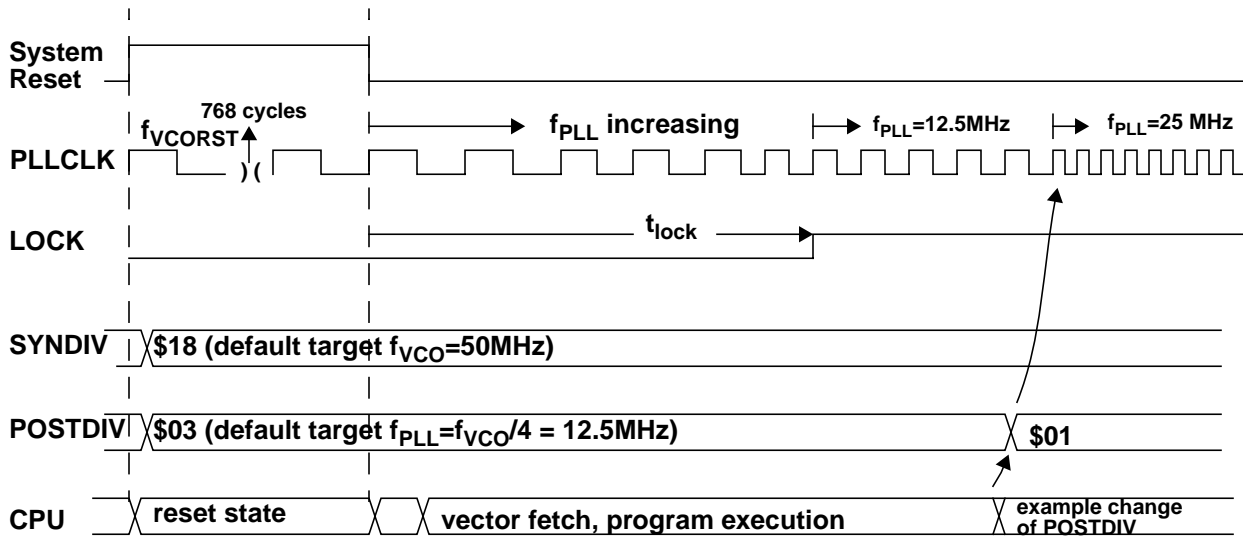 System
Reset
768 cycles
fVCORST
fPLL increasing
fPLL=12.5MHz
fPLL=25 MHz
PLLCLK
) (
tlock
LOCK
SYNDIV
$18 (default target fVCO=50MHz)
POSTDIV
$03 (default target fPLL=fVCO/4 = 12.5MHz)
$01
CPU
reset state
vector fetch, program execution
example change
of POSTDIV